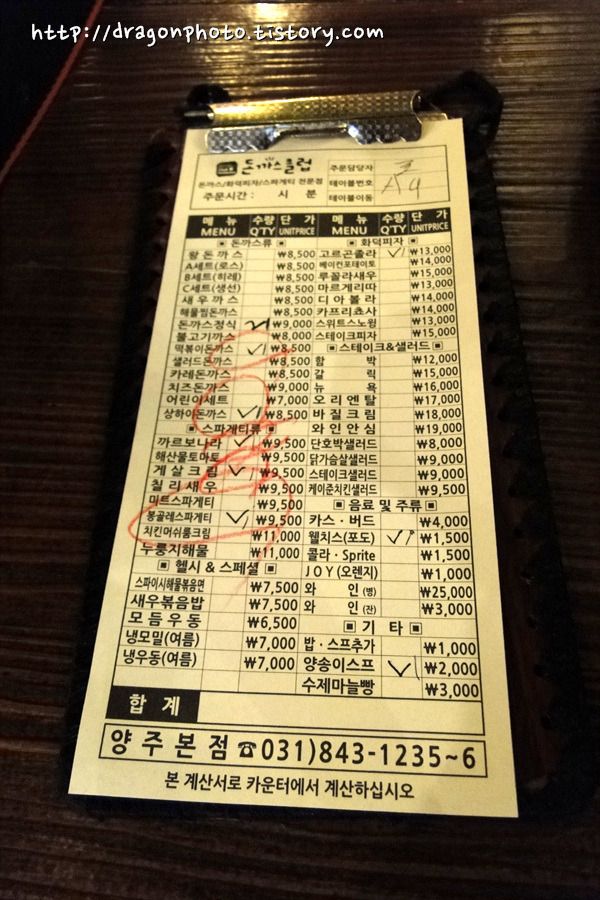 http://dragonphoto.tistory.com
돈까스클럽
돈까스/화덕피자/스파게티 전문점
주문시간 : 시 분
주문담당자
테이블번호 A9
테이블이동
메 뉴 MENU 수량 Q'TY 단 가 UNITPRICE 메 뉴 MENU 수량 Q'TY 단 가 UNITPRICE
▣ 돈까스류 ▣ ▣ 화덕피자 ▣
왕돈까스 ₩8,500 고르곤졸라 ✓ ₩13,000
A세트(로스) ₩8,500 베이컨포테이토 ₩14,000
B세트(히레) ₩8,500 루꼴라새우 ₩15,000
C세트(생선) ₩8,500 마르게리따 ₩13,000
새우까스 ₩8,500 디아볼라 ₩14,000
해물찜돈까스 ₩8,500 카프리쵸사 ₩14,000
돈까스정식 ₩9,000 스위트스노윙 ₩13,000
불고기까스 ₩8,500 스테이크피자 ₩15,000
떡볶이돈까스 ✓ ₩8,500 ▣ 스테이크&샐러드 ▣
샐러드돈까스 ₩8,500 함 박 ₩12,000
카레돈까스 ₩8,500 갈 릭 ₩15,000
치즈돈까스 ₩9,000 뉴 욕 ₩16,000
어린이세트 ₩7,000 오리엔탈 ₩17,000
상하이돈까스 ✓ ₩8,500 바질크림 ₩18,000
▣ 스파게티류 ▣ 와인안심 ₩19,000
까르보나라 ✓ ₩9,500 단호박샐러드 ₩8,000
해산물토마토 ₩9,500 닭가슴살샐러드 ₩9,000
게살크림 ✓ ₩9,500 스테이크샐러드 ₩9,000
칠리새우 ₩9,500 케이준치킨샐러드 ₩9,500
미트스파게티 ₩9,500 ▣ 음료 및 주류 ▣
봉골레스파게티 ✓ ₩9,500 카스 · 버드 ₩4,000
치킨머쉬룸크림 ₩11,000 웰치스(포도) ✓ ₩1,500
누룽지해물 ₩11,000 콜라 · Sprite ₩1,500
▣ 헬시 & 스페셜 ▣ JOY(오렌지) ₩1,000
스파이시해물볶음면 ₩7,500 와 인 (병) ₩25,000
새우볶음밥 ₩7,500 와 인 (잔) ₩3,000
모듬우동 ₩6,500 ▣ 기 타 ▣
냉모밀(여름) ₩7,000 밥 · 스프추가 ₩1,000
냉우동(여름) ₩7,000 양송이스프 ✓ ₩2,000
수제마늘빵 ₩3,000
합 계
양주본점 ☎031)843-1235~6
본 계산서로 카운터에서 계산하십시오